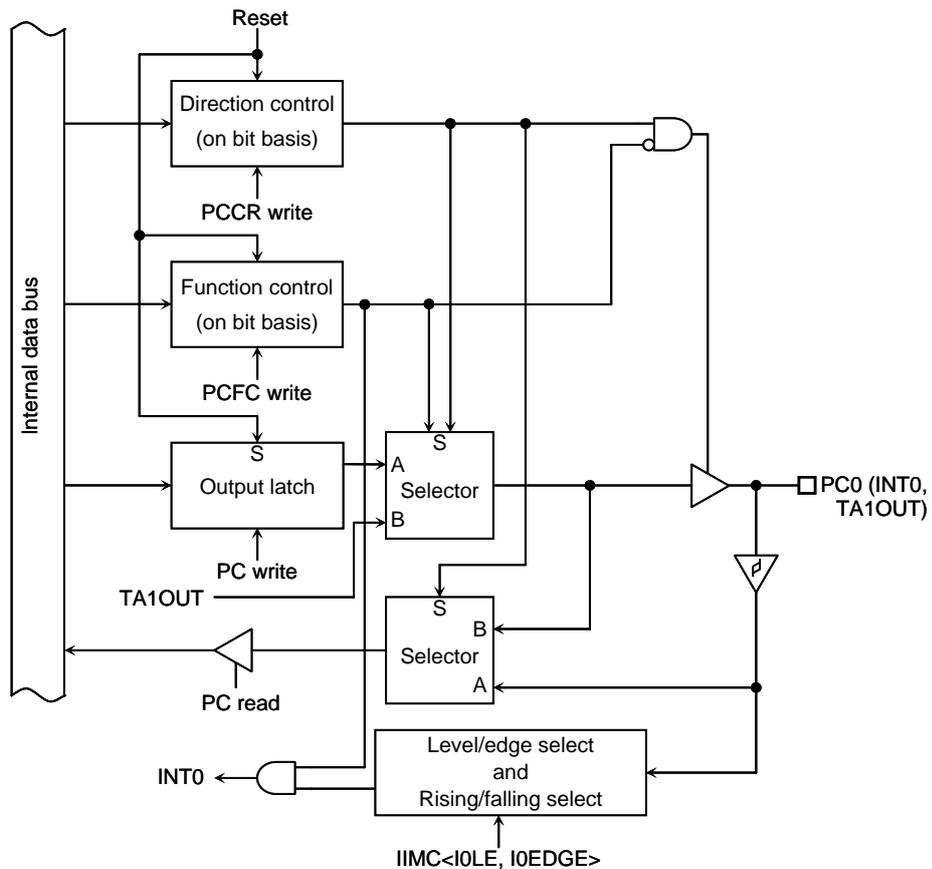 Reset
Direction control
(on bit basis)
PCCR write
Internal data bus
Function control
(on bit basis)
PCFC write
S
Output latch
PC write
S
A
Selector
B
PC0 (INT0,
TA1OUT)
TA1OUT
S
B
Selector
A
PC read
Level/edge select
and
Rising/falling select
INT0
IIMC<I0LE, I0EDGE>